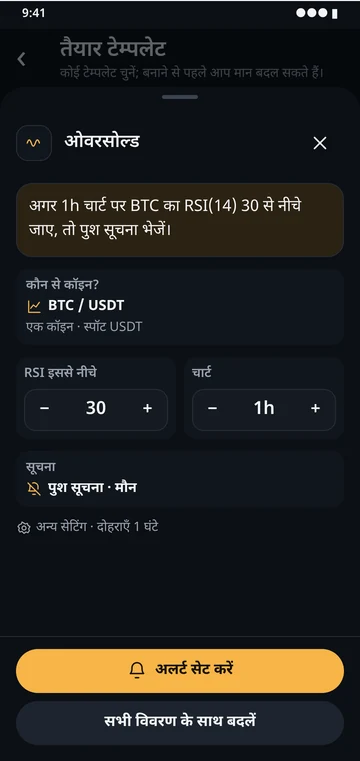 9:41
तैयार टेम्पलेट
कोई टेम्पलेट चुनें; बनाने से पहले आप मान बदल सकते हैं।
ओवरसोल्ड
अगर 1h चार्ट पर BTC का RSI(14) 30 से नीचे
जाए, तो पुश सूचना भेजें।
कौन से कॉइन?
BTC / USDT
एक कॉइन · स्पॉट USDT
RSI इससे नीचे
चार्ट
− 30 +
− 1h +
सूचना
पुश सूचना · मौन
अन्य सेटिंग · दोहराएँ 1 घंटे
अलर्ट सेट करें
सभी विवरण के साथ बदलें